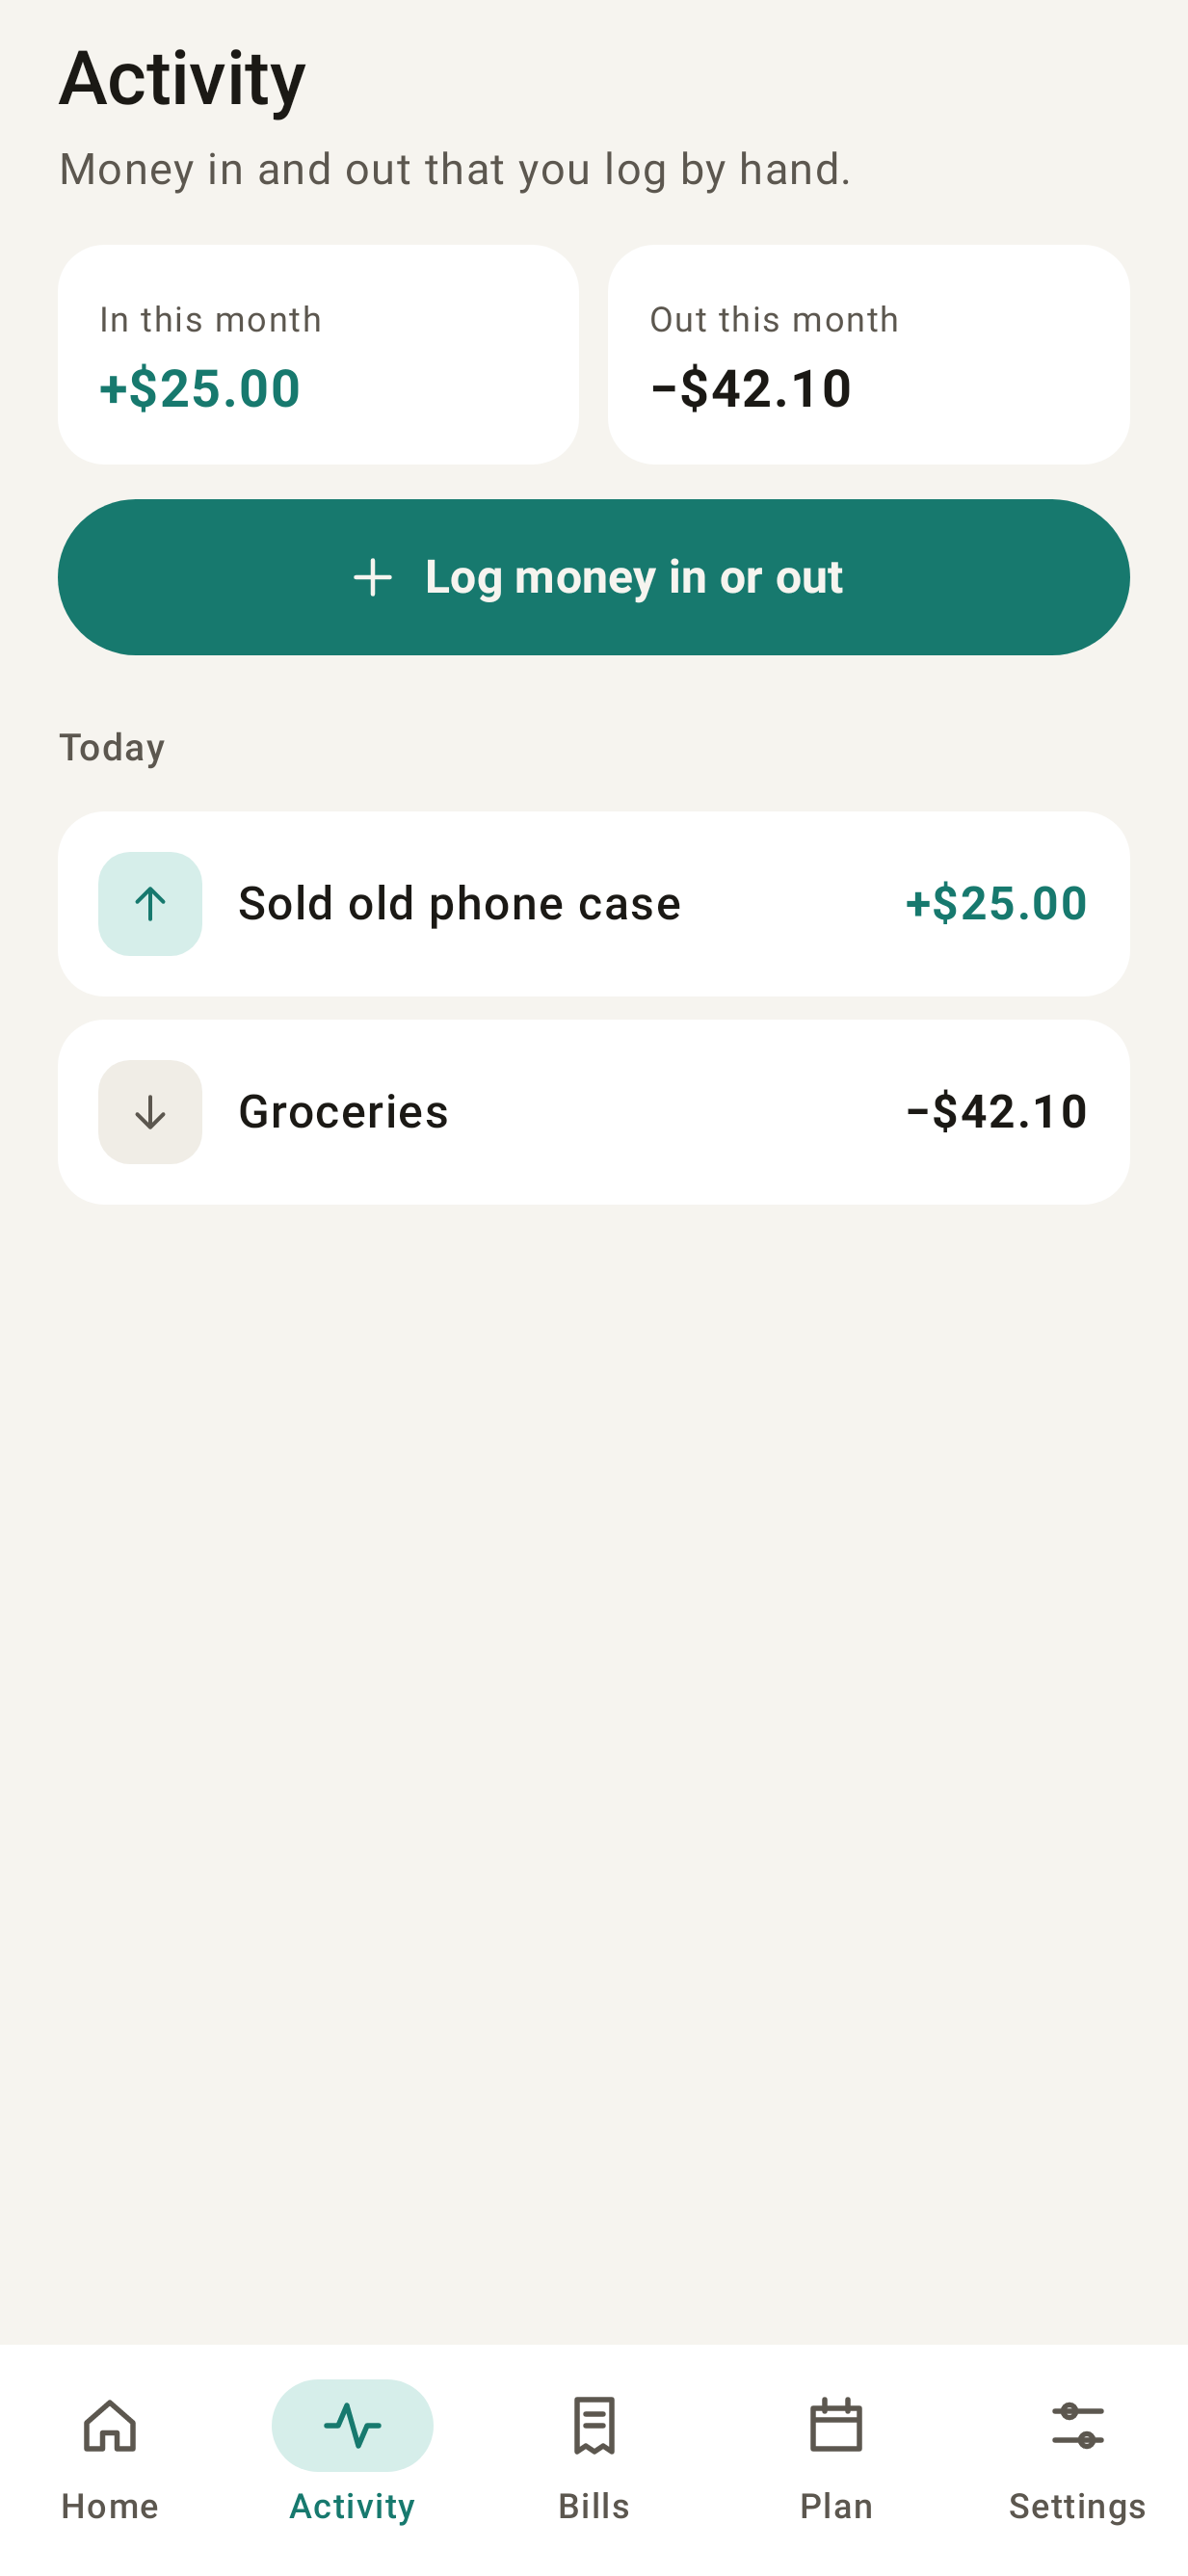 Activity
Money in and out that you log by hand.
In this month
+$25.00
Out this month
−$42.10
Log money in or out
Today
Sold old phone case
+$25.00
Groceries
−$42.10
Home
Activity
Bills
Plan
Settings